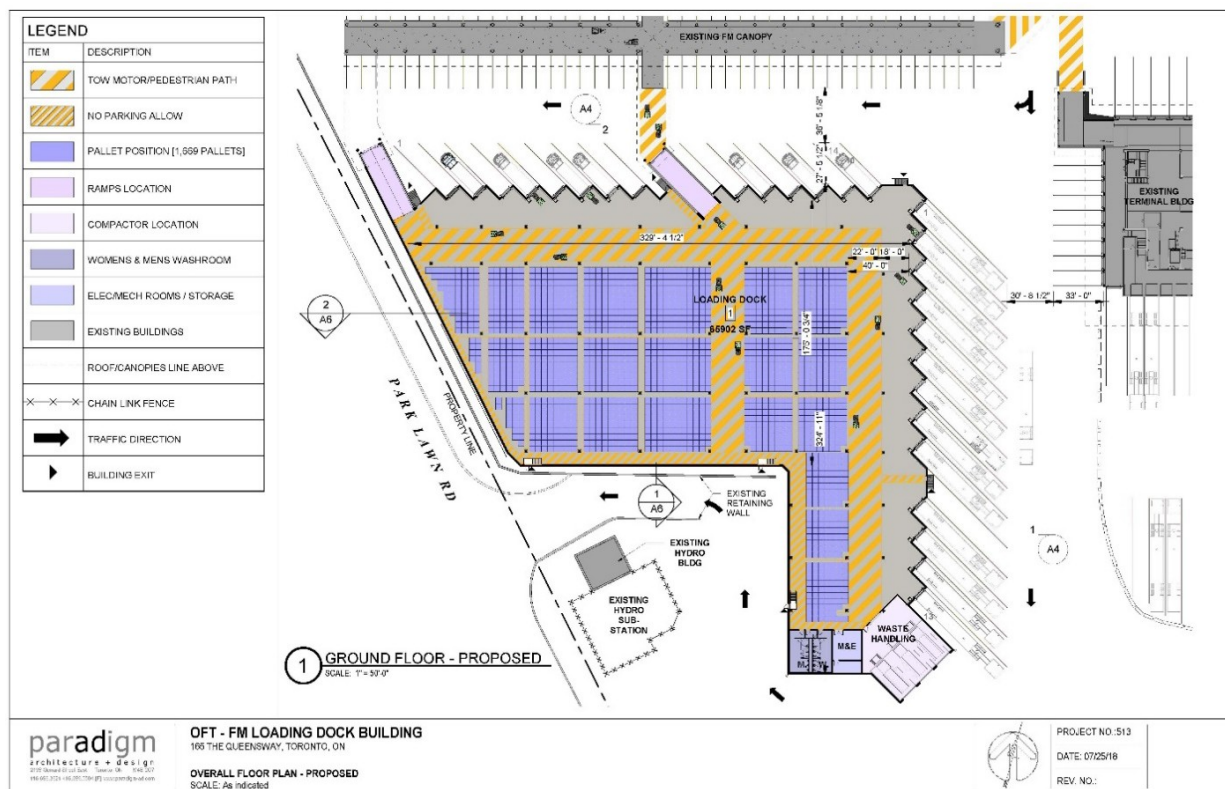 LEGEND
ITEM DESCRIPTION
TOW MOTOR/PEDESTRIAN PATH
NO PARKING ALLOW
PALLET POSITION [1,669 PALLETS]
RAMPS LOCATION
COMPACTOR LOCATION
WOMENS & MENS WASHROOM
ELEC/MECH ROOMS / STORAGE
EXISTING BUILDINGS
ROOF/CANOPIES LINE ABOVE
CHAIN LINK FENCE
TRAFFIC DIRECTION
BUILDING EXIT
EXISTING FM CANOPY
A4
2
36' - 5 1/8"
27' - 5 1/2"
1
14
EXISTING
TERMINAL BLDG
1
329' - 4 1/2"
22' - 0"
18' - 0"
40' - 0"
30' - 8 1/2"
33' - 0"
2
A6
LOADING DOCK
1
65902 SF
175' - 0 3/4"
324' - 11"
PARK LAWN RD
PROPERTY LINE
1
A6
EXISTING
RETAINING
WALL
EXISTING
HYDRO
BLDG
EXISTING
HYDRO
SUB-
STATION
1
A4
WASTE
HANDLING
M
W
M&E
1 GROUND FLOOR - PROPOSED
SCALE: 1" = 50'-0"
paradigm
architecture + design
OFT - FM LOADING DOCK BUILDING
165 THE QUEENSWAY, TORONTO, ON
OVERALL FLOOR PLAN - PROPOSED
SCALE: As indicated
PROJECT NO.:513
DATE: 07/25/18
REV. NO.: